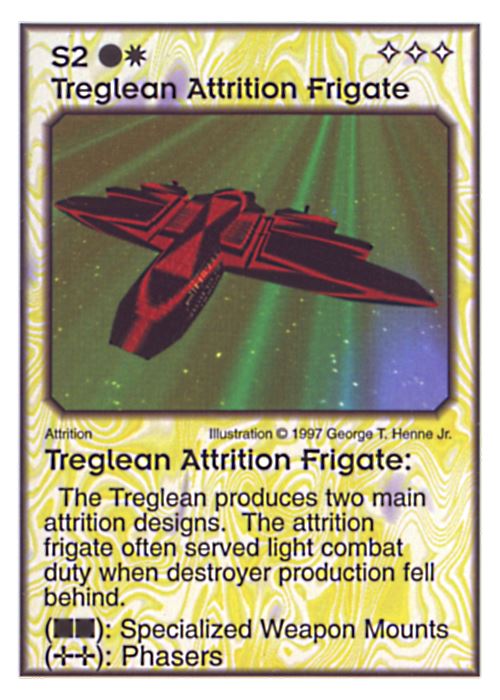 S2
Treglean Attrition Frigate
Attrition Illustration © 1997 George T. Henne Jr.
Treglean Attrition Frigate:
The Treglean produces two main
attrition designs. The attrition
frigate often served light combat
duty when destroyer production fell
behind.
(■■): Specialized Weapon Mounts
(✢✢): Phasers